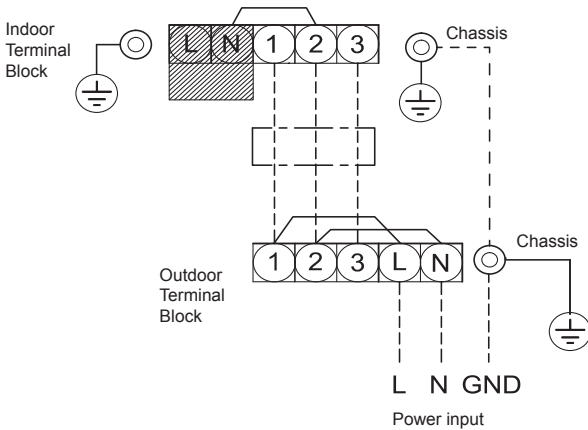 Indoor
Terminal
Block
L N 1 2 3
Chassis
1 2 3 L N
Chassis
Outdoor
Terminal
Block
L N GND
Power input